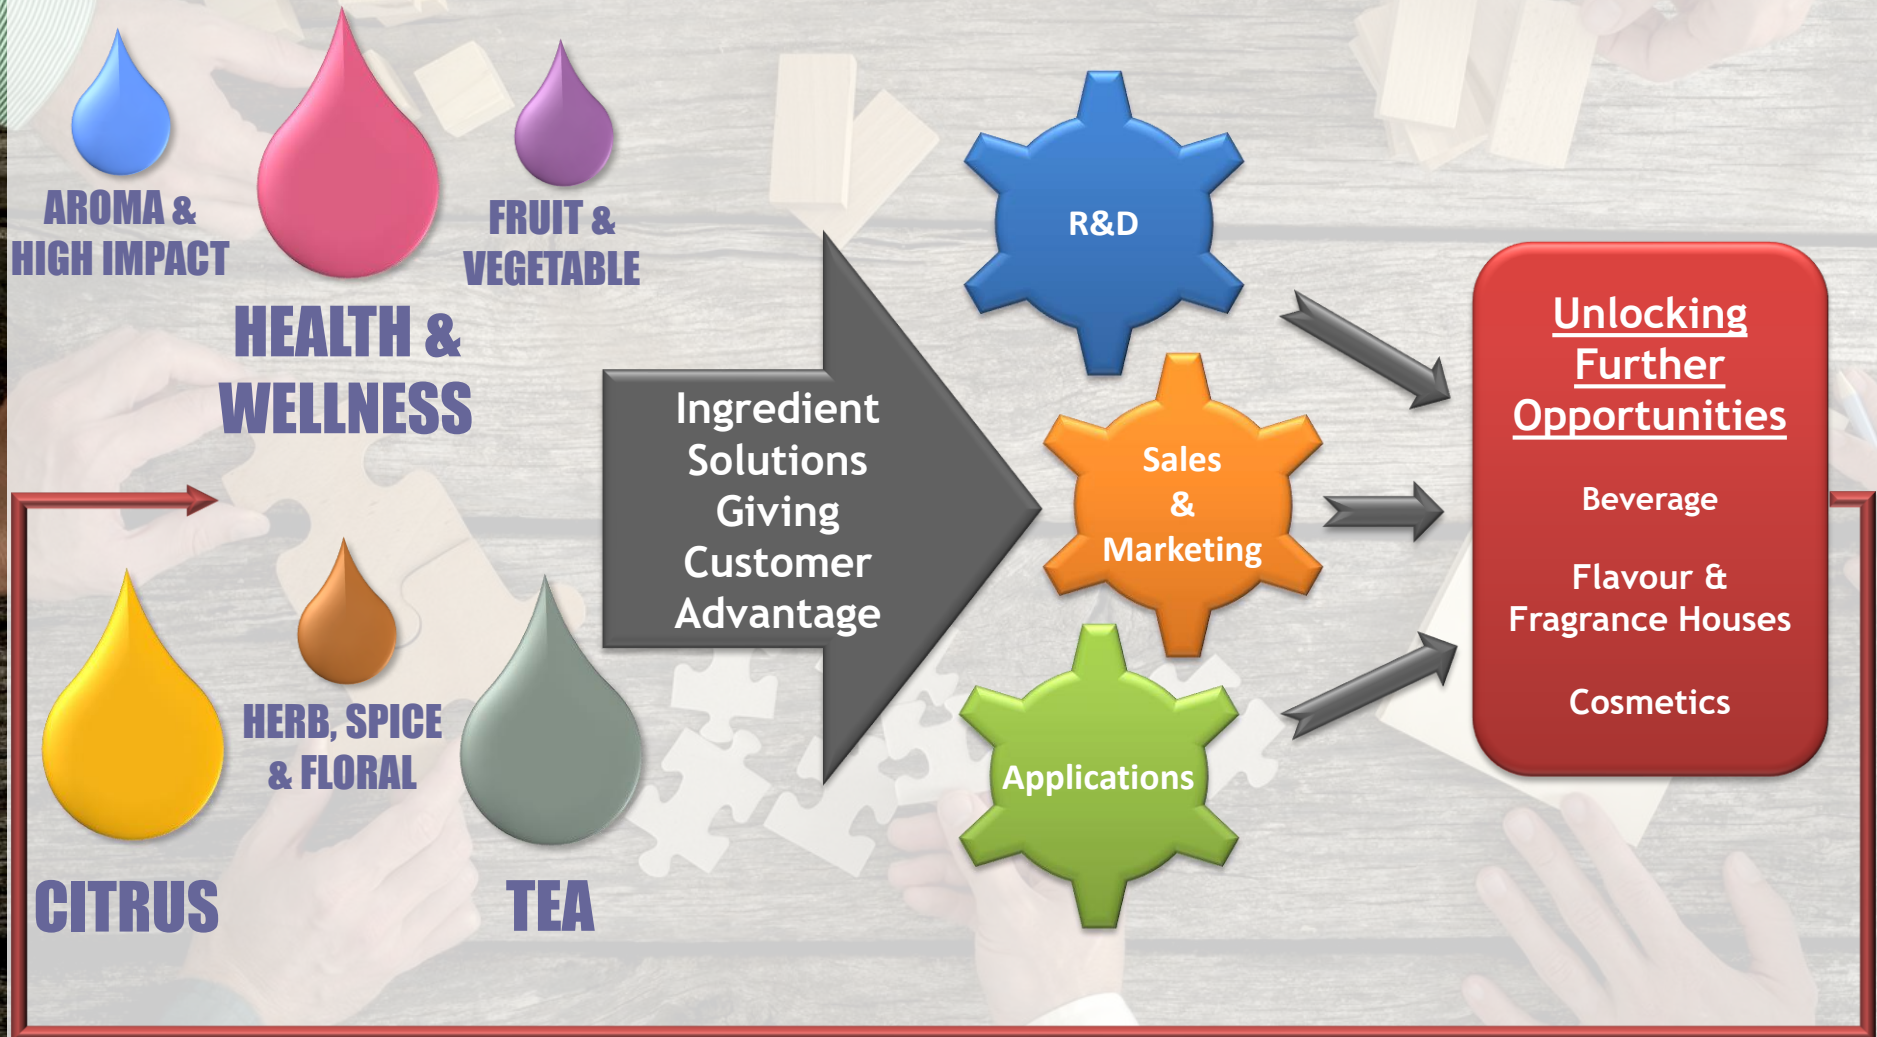 AROMA &
HIGH IMPACT
HEALTH &
WELLNESS
FRUIT &
VEGETABLE
CITRUS
HERB, SPICE
& FLORAL
TEA
Ingredient
Solutions
Giving
Customer
Advantage
R&D
Sales
&
Marketing
Applications
Unlocking
Further
Opportunities
Beverage
Flavour &
Fragrance Houses
Cosmetics